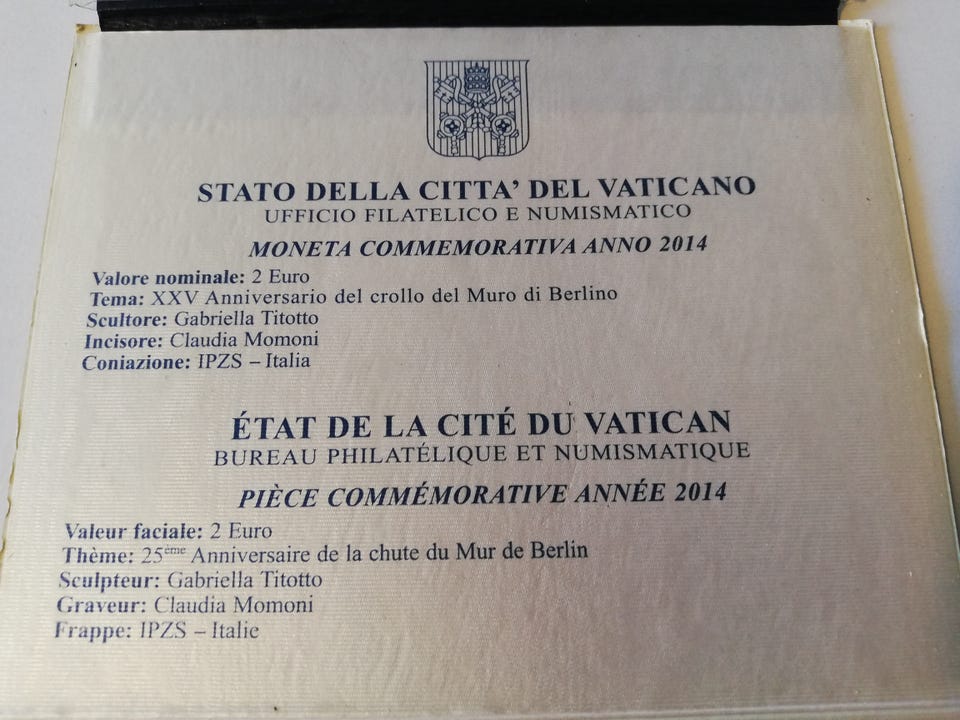 STATO DELLA CITTA' DEL VATICANO
UFFICIO FILATELICO E NUMISMATICO
MONETA COMMEMORATIVA ANNO 2014
Valore nominale: 2 Euro
Tema: XXV Anniversario del crollo del Muro di Berlino
Scultore: Gabriella Titotto
Incisore: Claudia Momoni
Coniazione: IPZS – Italia
ÉTAT DE LA CITÉ DU VATICAN
BUREAU PHILATÉLIQUE ET NUMISMATIQUE
PIÈCE COMMÉMORATIVE ANNÉE 2014
Valeur faciale: 2 Euro
Thème: 25ème Anniversaire de la chute du Mur de Berlin
Sculpteur: Gabriella Titotto
Graveur: Claudia Momoni
Frappe: IPZS – Italie